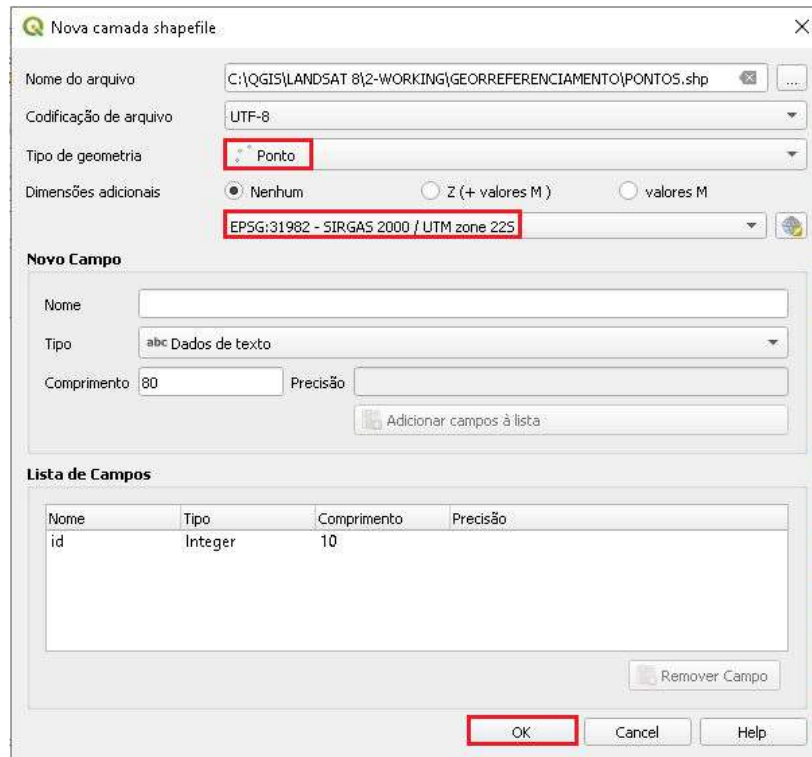 Nova camada shapefile
Nome do arquivo C:\QGIS\LANDSAT 8\2-WORKING\GEORREFERENCIAMENTO\PONTOS.shp ...
Codificação de arquivo UTF-8
Tipo de geometria Ponto
Dimensões adicionais Nenhum Z (+ valores M ) valores M
EPSG:31982 - SIRGAS 2000 / UTM zone 22S
Novo Campo
Nome
Tipo abc Dados de texto
Comprimento 80 Precisão
Adicionar campos à lista
Lista de Campos
Nome Tipo Comprimento Precisão
id Integer 10
Remover Campo
OK Cancel Help